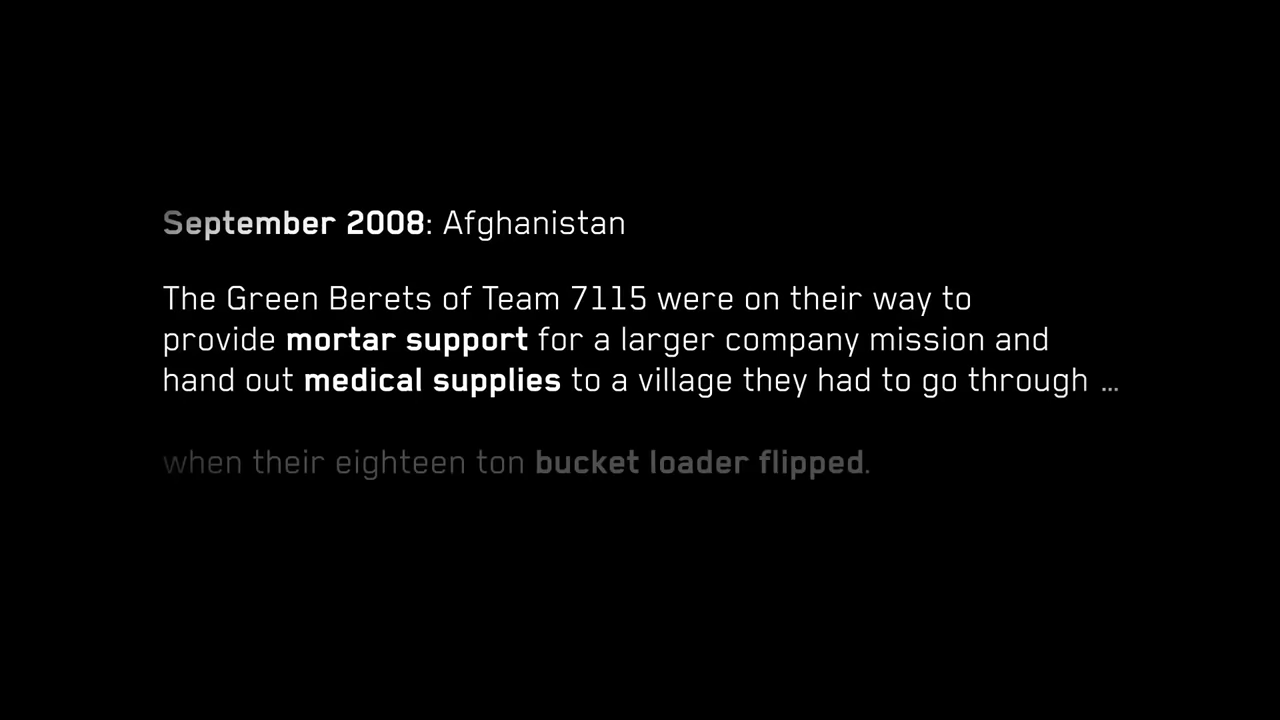 September 2008: Afghanistan
The Green Berets of Team 7115 were on their way to
provide mortar support for a larger company mission and
hand out medical supplies to a village they had to go through ...
when their eighteen ton bucket loader flipped.